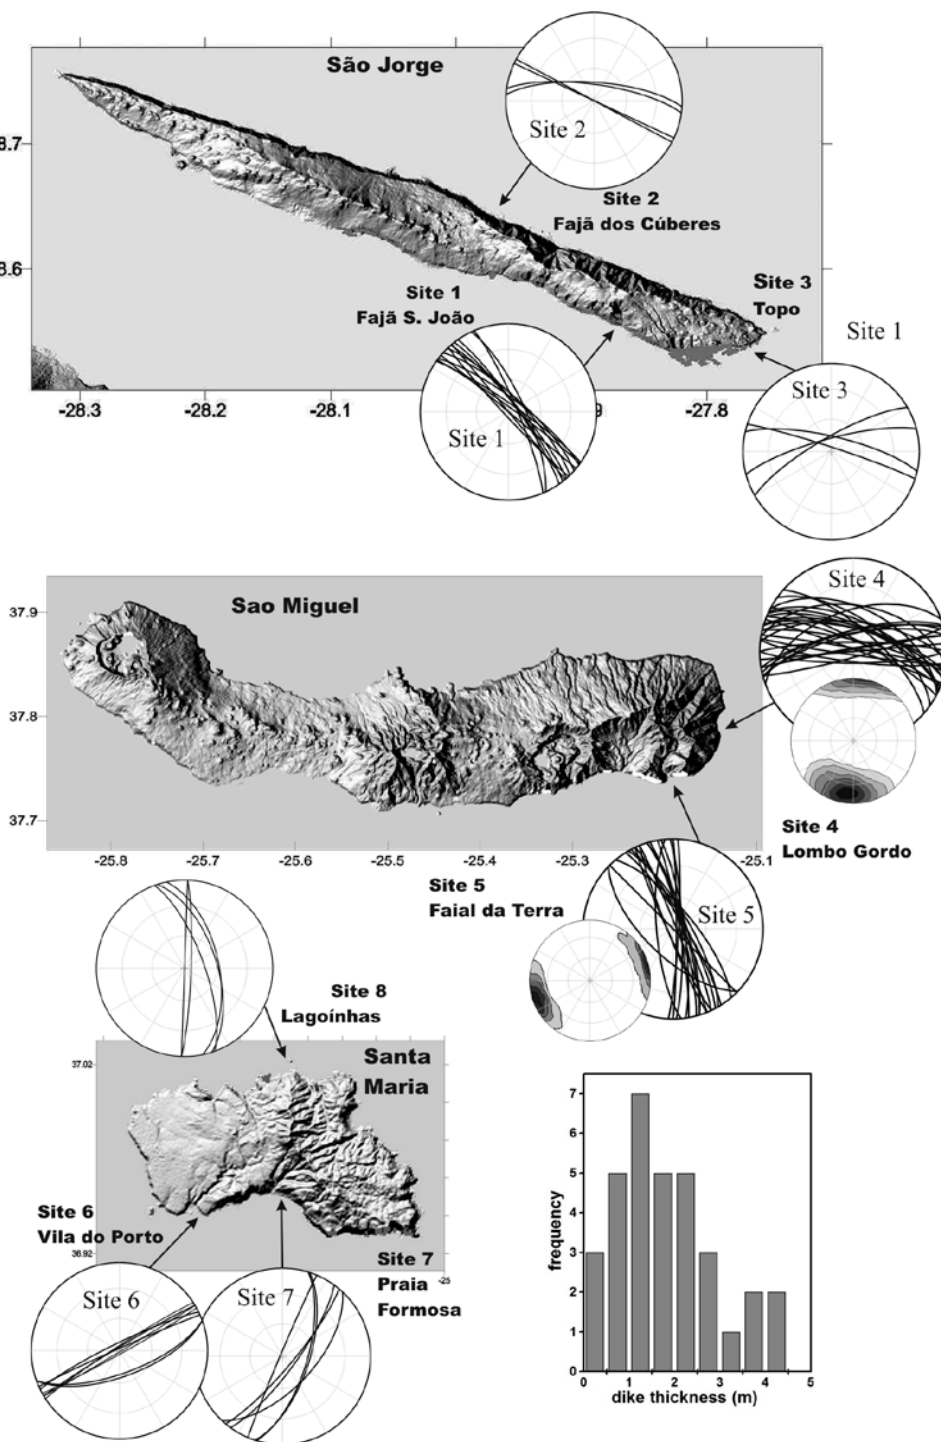 São Jorge
Site 2
Site 2
Fajã dos Cúberes
8.7
8.6
Site 3
Topo
Site 1
Fajã S. João
Site 1
Site 3
Site 1
-28.3
-28.2
-28.1
9
-27.8
Site 4
Sao Miguel
37.9
37.8
37.7
-25.8
-25.7
-25.6
-25.5
-25.4
-25.3
-25.1
Site 4
Lombo Gordo
Site 5
Faial da Terra
Site 5
Site 8
Lagoínhas
37.02
Santa
Maria
Site 6
Vila do Porto
36.92
Site 7
Praia
Formosa
-25
Site 6
Site 7
7
6
5
4
3
2
1
0
frequency
0
1
2
3
4
5
dike thickness (m)